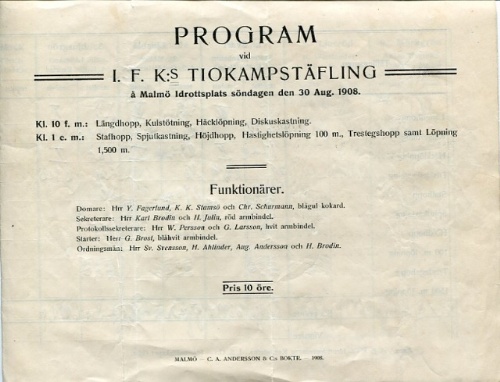 PROGRAM
vid
I. F. K:s TIOKAMPSTÄFLING
å Malmö Idrottsplats söndagen den 30 Aug. 1908.
Kl. 10 f. m.: Längdhopp, Kulstötning, Häcklöpning, Diskuskastning.
Kl. 1 e. m.: Stafhopp, Spjutkastning, Höjdhopp, Hastighetslöpning 100 m., Trestegshopp samt Löpning
1,500 m.
Funktionärer.
Domare: Hrr Y. Fagerlund, K. K. Stamsö och Chr. Schurmann, blågul kokard.
Sekreterare: Hrr Karl Brodin och H. Julin, röd armbindel.
Protokollssekreterare: Hrr W. Persson och G. Larsson, hvit armbindel.
Starter: Herr G. Brost, blåhvit armbindel.
Ordningsmän: Hrr Sv. Svensson, H. Ahlinder, Aug. Andersson och H. Brodin.
Pris 10 öre.
MALMÖ — C. A. ANDERSSON & C:o BOKTR. — 1908.